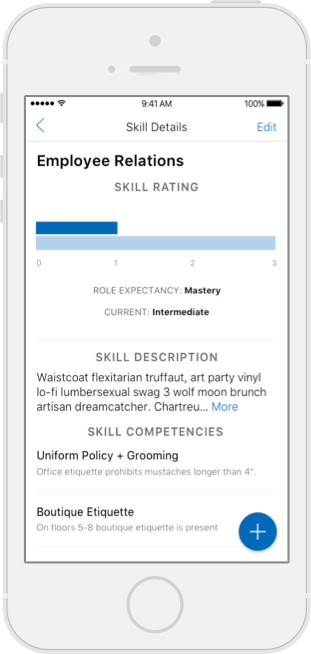 9:41 AM 100%
Skill Details Edit
Employee Relations
SKILL RATING
0 1 2 3
ROLE EXPECTANCY: Mastery
CURRENT: Intermediate
SKILL DESCRIPTION
Waistcoat flexitarian truffaut, art party vinyl
lo-fi lumbersexual swag 3 wolf moon brunch
artisan dreamcatcher. Chartreu... More
SKILL COMPETENCIES
Uniform Policy + Grooming
Office etiquette prohibits mustaches longer than 4".
Boutique Etiquette
On floors 5-8 boutique etiquette is present